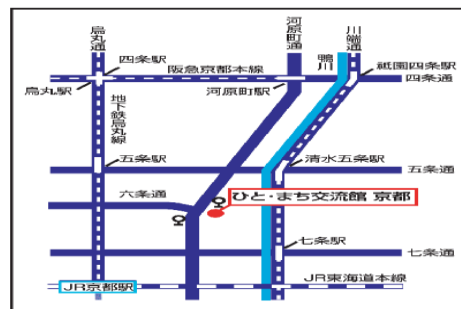 烏丸通
河原町通
鴨川
川端通
四条駅
阪急京都本線
祇園四条駅
四条通
烏丸駅
河原町駅
地下鉄烏丸線
五条駅
清水五条駅
五条通
六条通
ひと・まち交流館 京都
七条駅
七条通
JR京都駅
JR東海道本線